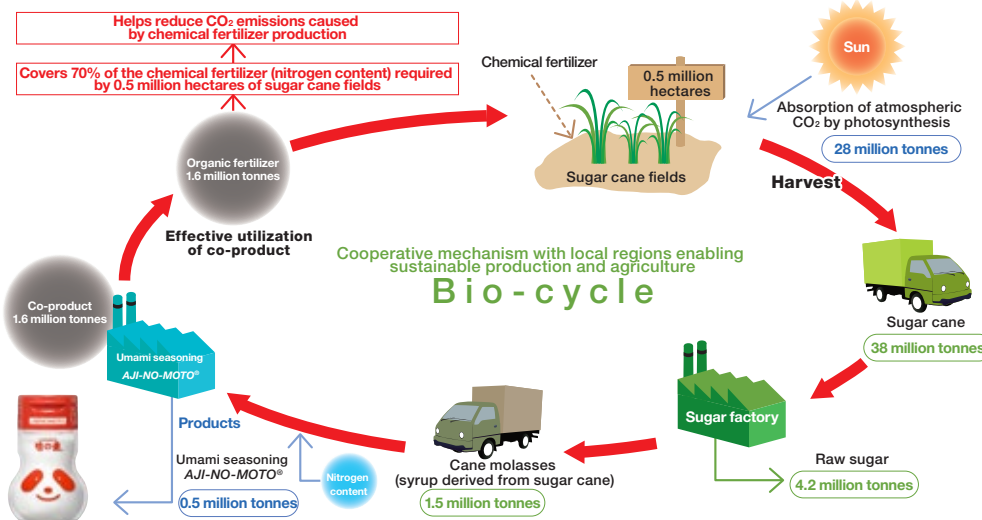 Helps reduce CO₂ emissions caused
by chemical fertilizer production
Covers 70% of the chemical fertilizer (nitrogen content) required
by 0.5 million hectares of sugar cane fields
Organic fertilizer
1.6 million tonnes
Effective utilization
of co-product
Chemical fertilizer
0.5 million
hectares
Sugar cane fields
Sun
Absorption of atmospheric
CO₂ by photosynthesis
28 million tonnes
Harvest
Cooperative mechanism with local regions enabling
sustainable production and agriculture
Bio-cycle
Sugar cane
38 million tonnes
Sugar factory
Raw sugar
4.2 million tonnes
Cane molasses
(syrup derived from sugar cane)
1.5 million tonnes
Nitrogen
content
Co-product
1.6 million tonnes
Umami seasoning
AJI-NO-MOTO®
Products
Umami seasoning
AJI-NO-MOTO®
0.5 million tonnes